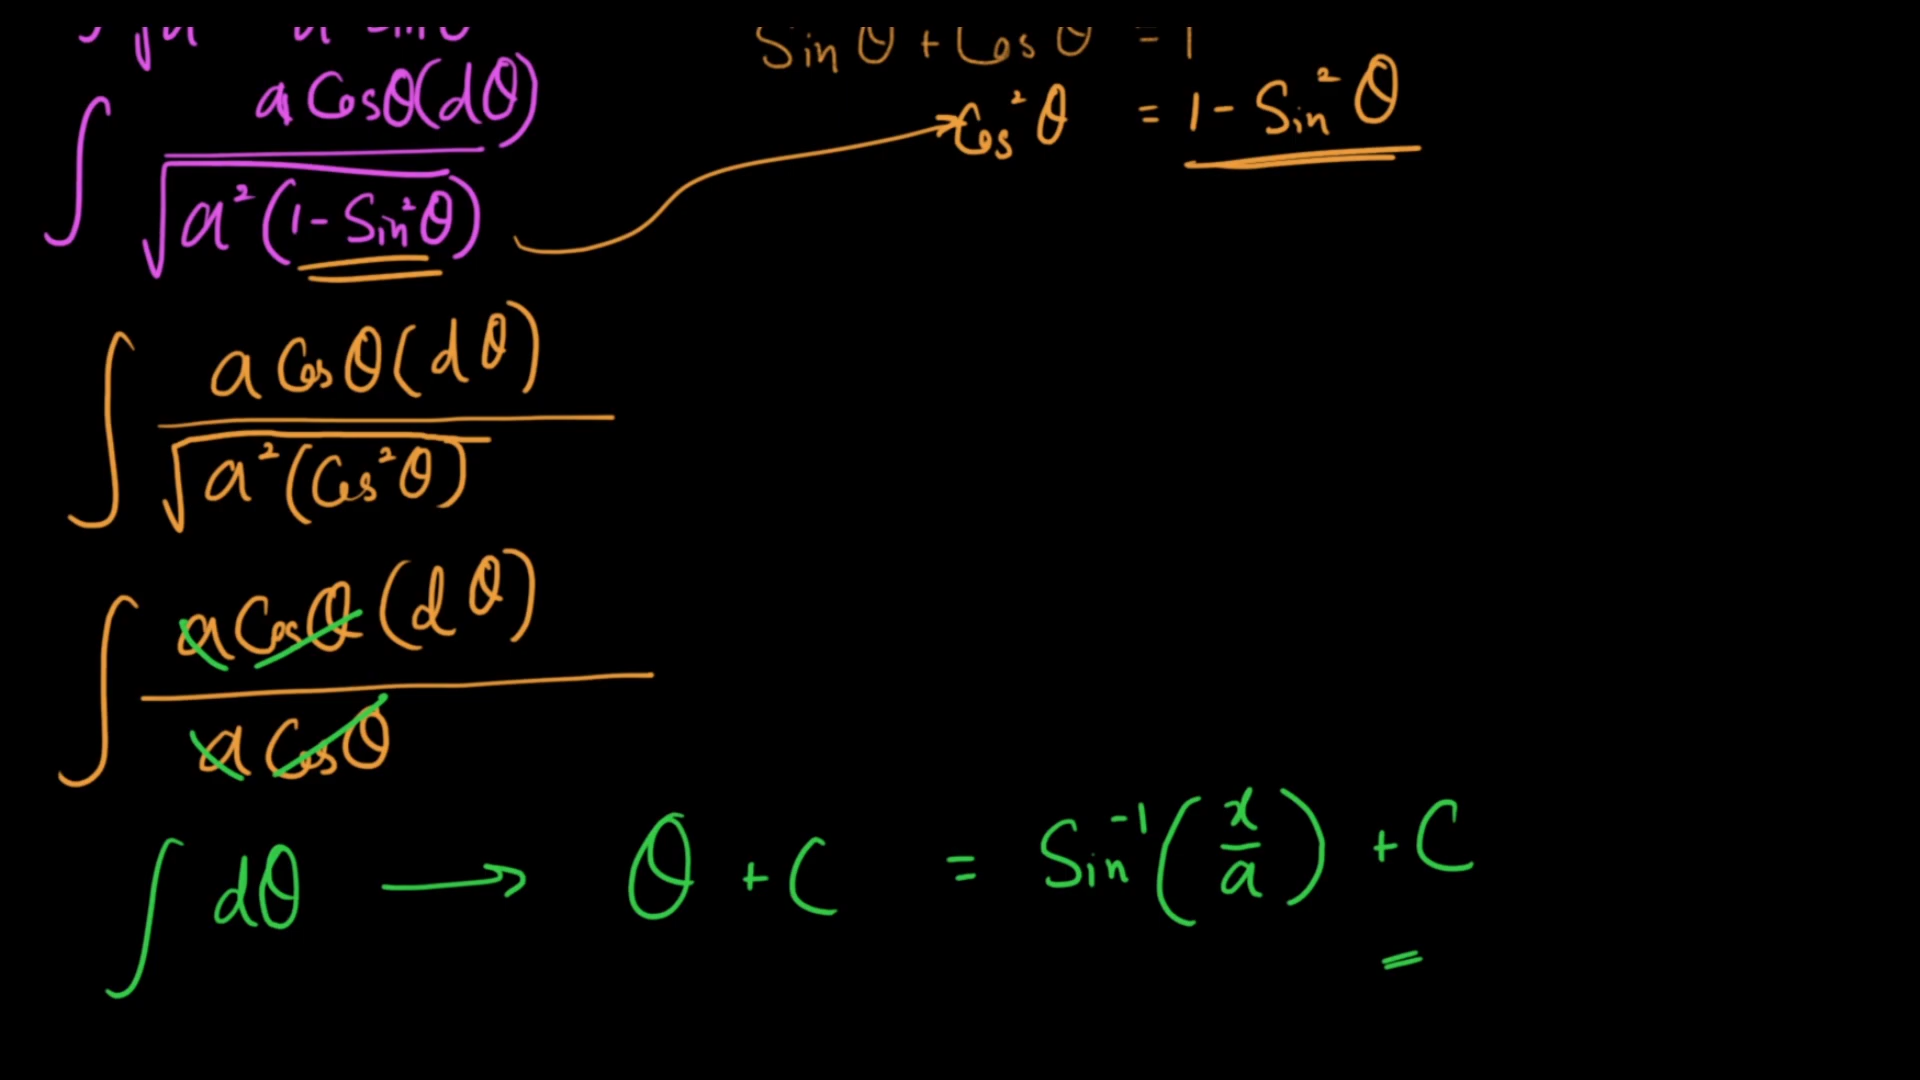 Sin θ + Cos θ = 1
∫ a Cosθ(dθ) / √a²(1 - Sin²θ)
Cos²θ = 1 - Sin²θ
∫ a Cosθ(dθ) / √a²(Cos²θ)
∫ a Cosθ(dθ) / a Cosθ
∫ dθ → θ + C = Sin⁻¹(x/a) + C